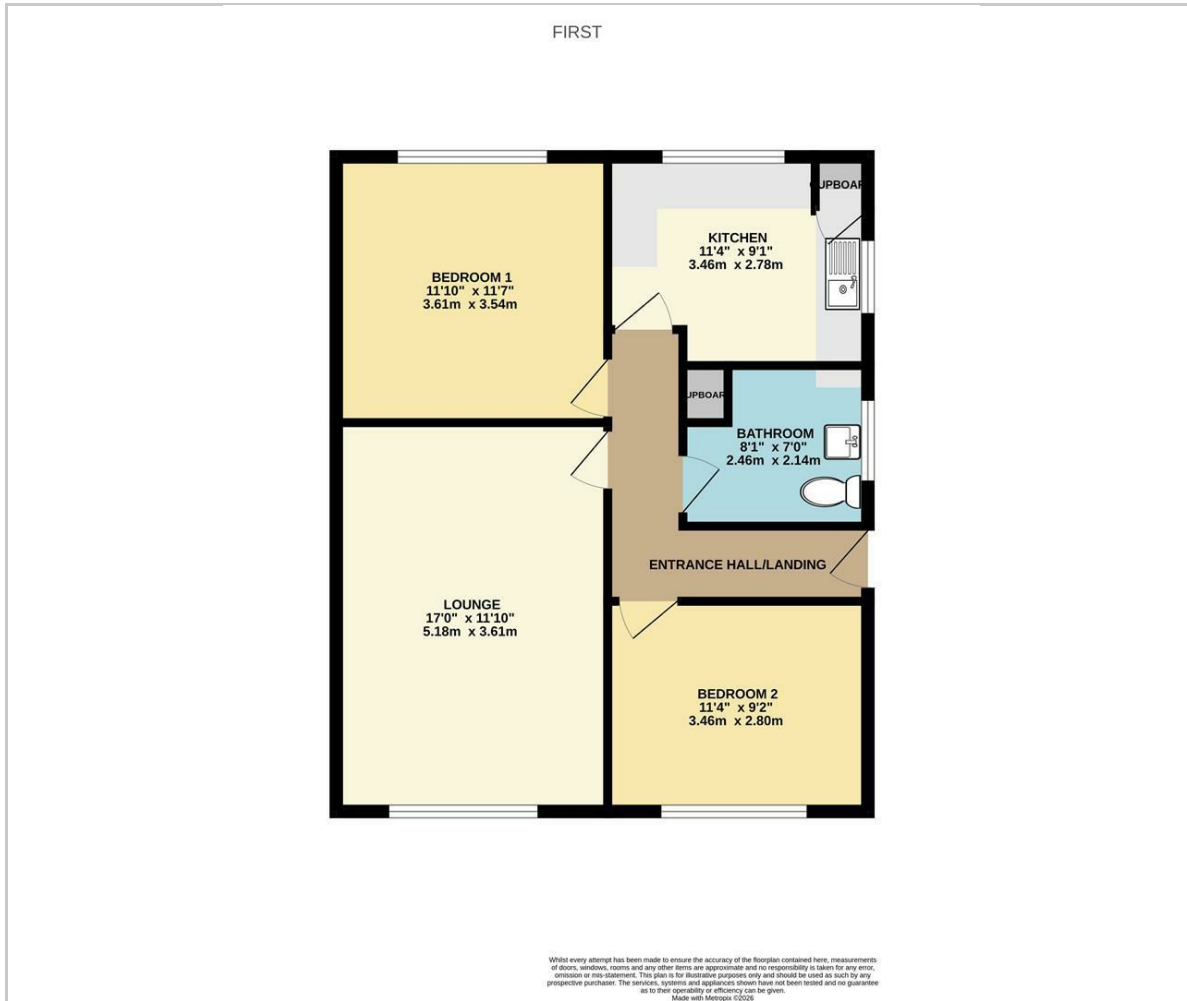 FIRST
CUPBOAR
KITCHEN
11'4" x 9'1"
3.46m x 2.78m
BEDROOM 1
11'10" x 11'7"
3.61m x 3.54m
UPBOAR
BATHROOM
8'1" x 7'0"
2.46m x 2.14m
ENTRANCE HALL/LANDING
LOUNGE
17'0" x 11'10"
5.18m x 3.61m
BEDROOM 2
11'4" x 9'2"
3.46m x 2.80m
Whilst every attempt has been made to ensure the accuracy of the floorplan contained here, measurements
of doors, windows, rooms and any other items are approximate and no responsibility is taken for any error,
omission or mis-statement. This plan is for illustrative purposes only and should be used as such by any
prospective purchaser. The services, systems and appliances shown have not been tested and no guarantee
as to their operability or efficiency can be given.
Made with Metropix ©2026